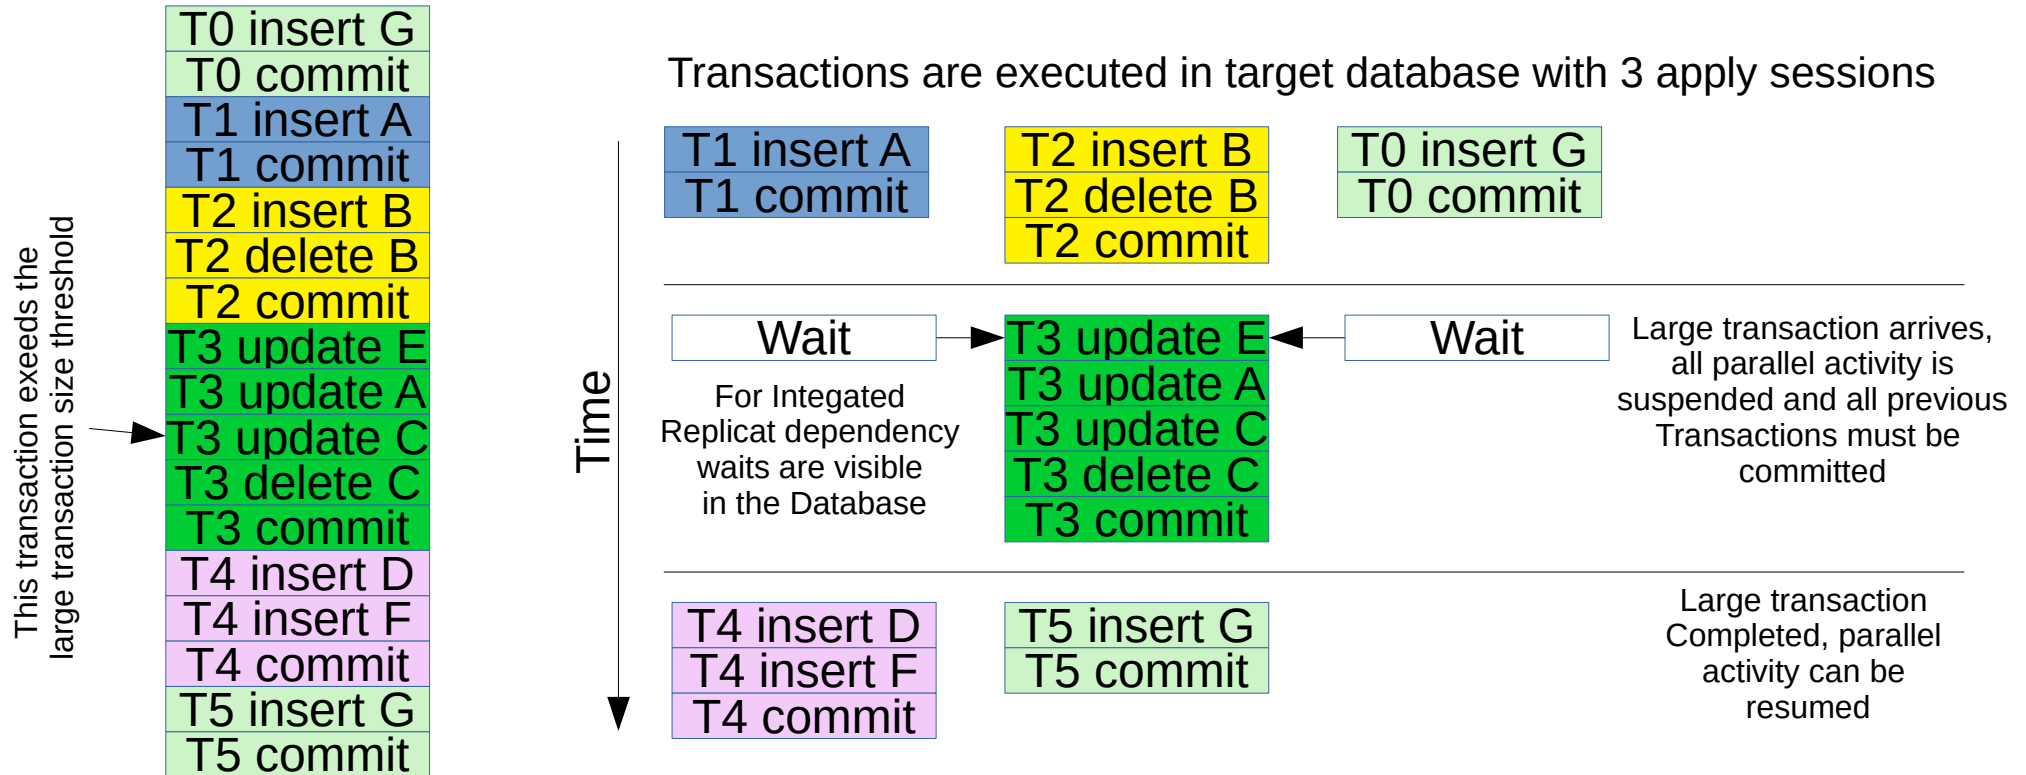 This transaction exeeds the
large transaction size threshold
T0 insert G
T0 commit
T1 insert A
T1 commit
T2 insert B
T2 delete B
T2 commit
T3 update E
T3 update A
T3 update C
T3 delete C
T3 commit
T4 insert D
T4 insert F
T4 commit
T5 insert G
T5 commit
Transactions are executed in target database with 3 apply sessions
Time
T1 insert A
T1 commit
T2 insert B
T2 delete B
T2 commit
T0 insert G
T0 commit
Wait
For Integated
Replicat dependency
waits are visible
in the Database
T3 update E
T3 update A
T3 update C
T3 delete C
T3 commit
Wait
Large transaction arrives,
all parallel activity is
suspended and all previous
Transactions must be
committed
T4 insert D
T4 insert F
T4 commit
T5 insert G
T5 commit
Large transaction
Completed, parallel
activity can be
resumed